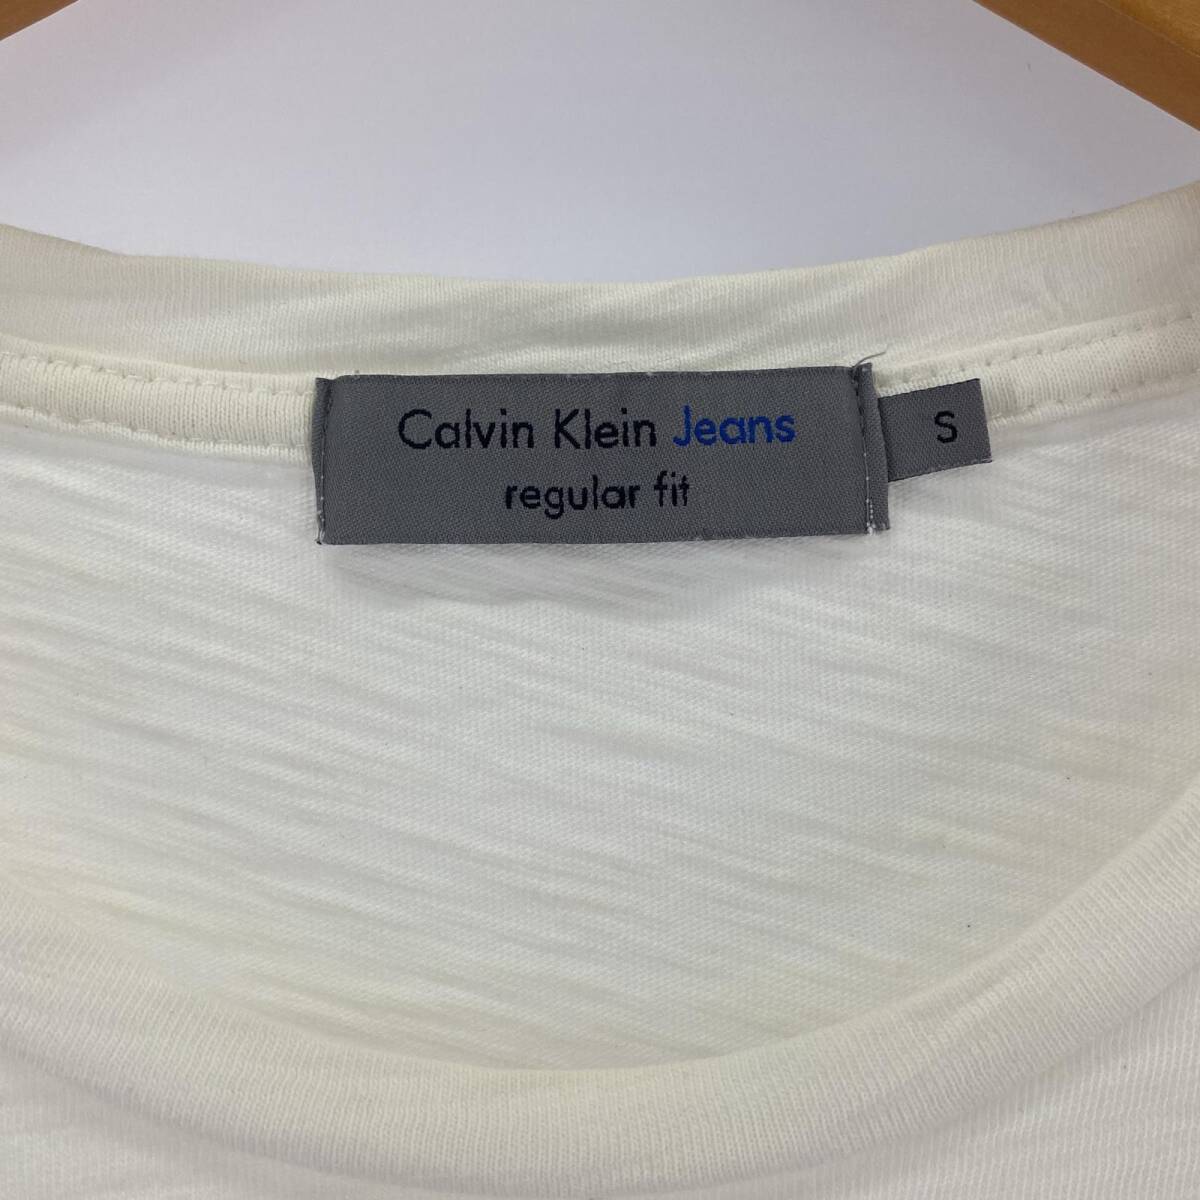 Calvin Klein Jeans
regular fit
S